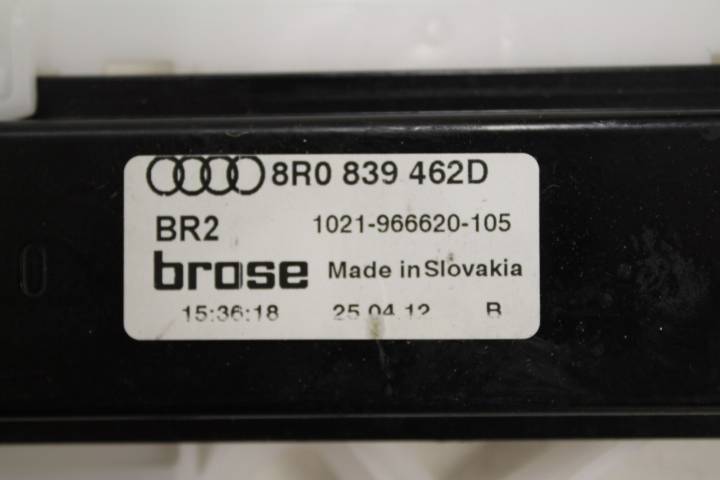 8R0 839 462D
BR2 1021-966620-105
brose Made in Slovakia
15:36:18 25.04.12 R